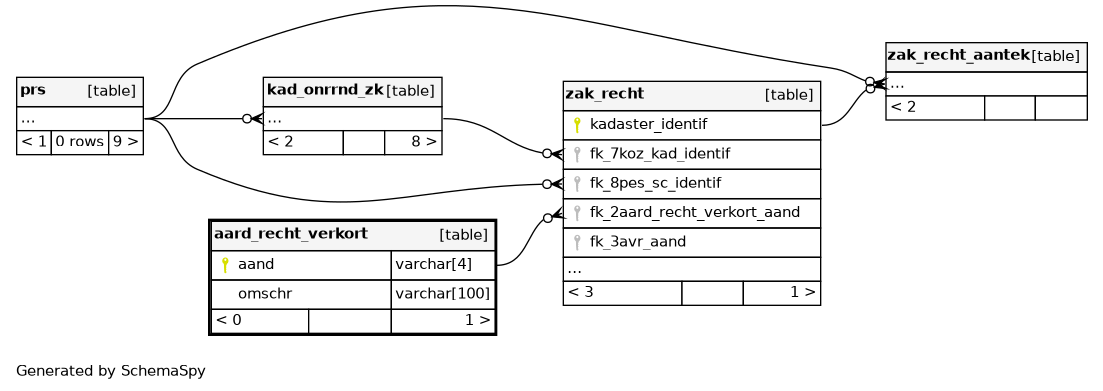 prs [table]
...
< 1 0 rows 9 >
kad_onrrnd_zk [table]
...
< 2 8 >
zak_recht [table]
kadaster_identif
fk_7koz_kad_identif
fk_8pes_sc_identif
fk_2aard_recht_verkort_aand
fk_3avr_aand
...
< 3 1 >
zak_recht_aantek [table]
...
< 2
aard_recht_verkort [table]
aand varchar[4]
omschr varchar[100]
< 0 1 >
Generated by SchemaSpy